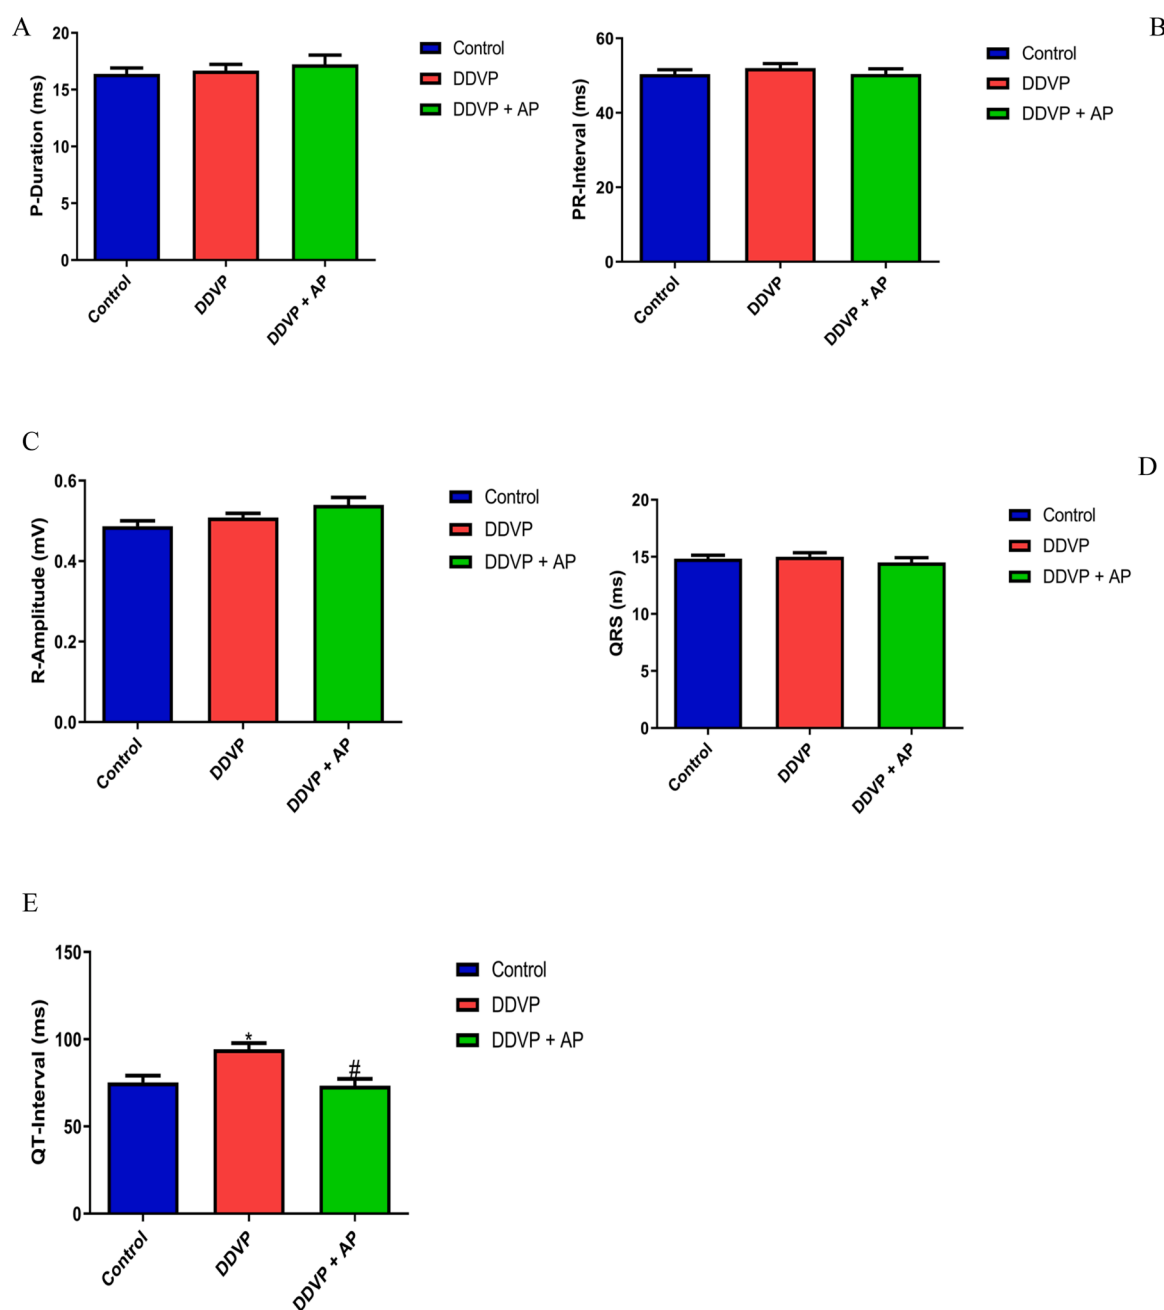 A
P-Duration (ms)
20
15
10
5
0
Control
DDVP
DDVP + AP
Control
DDVP
DDVP + AP
B
PR-Interval (ms)
60
40
20
0
Control
DDVP
DDVP + AP
Control
DDVP
DDVP + AP
C
R-Amplitude (mV)
0.6
0.4
0.2
0.0
Control
DDVP
DDVP + AP
Control
DDVP
DDVP + AP
D
QRS (ms)
20
15
10
5
0
Control
DDVP
DDVP + AP
Control
DDVP
DDVP + AP
E
QT-Interval (ms)
150
100
50
0
*
#
Control
DDVP
DDVP + AP
Control
DDVP
DDVP + AP